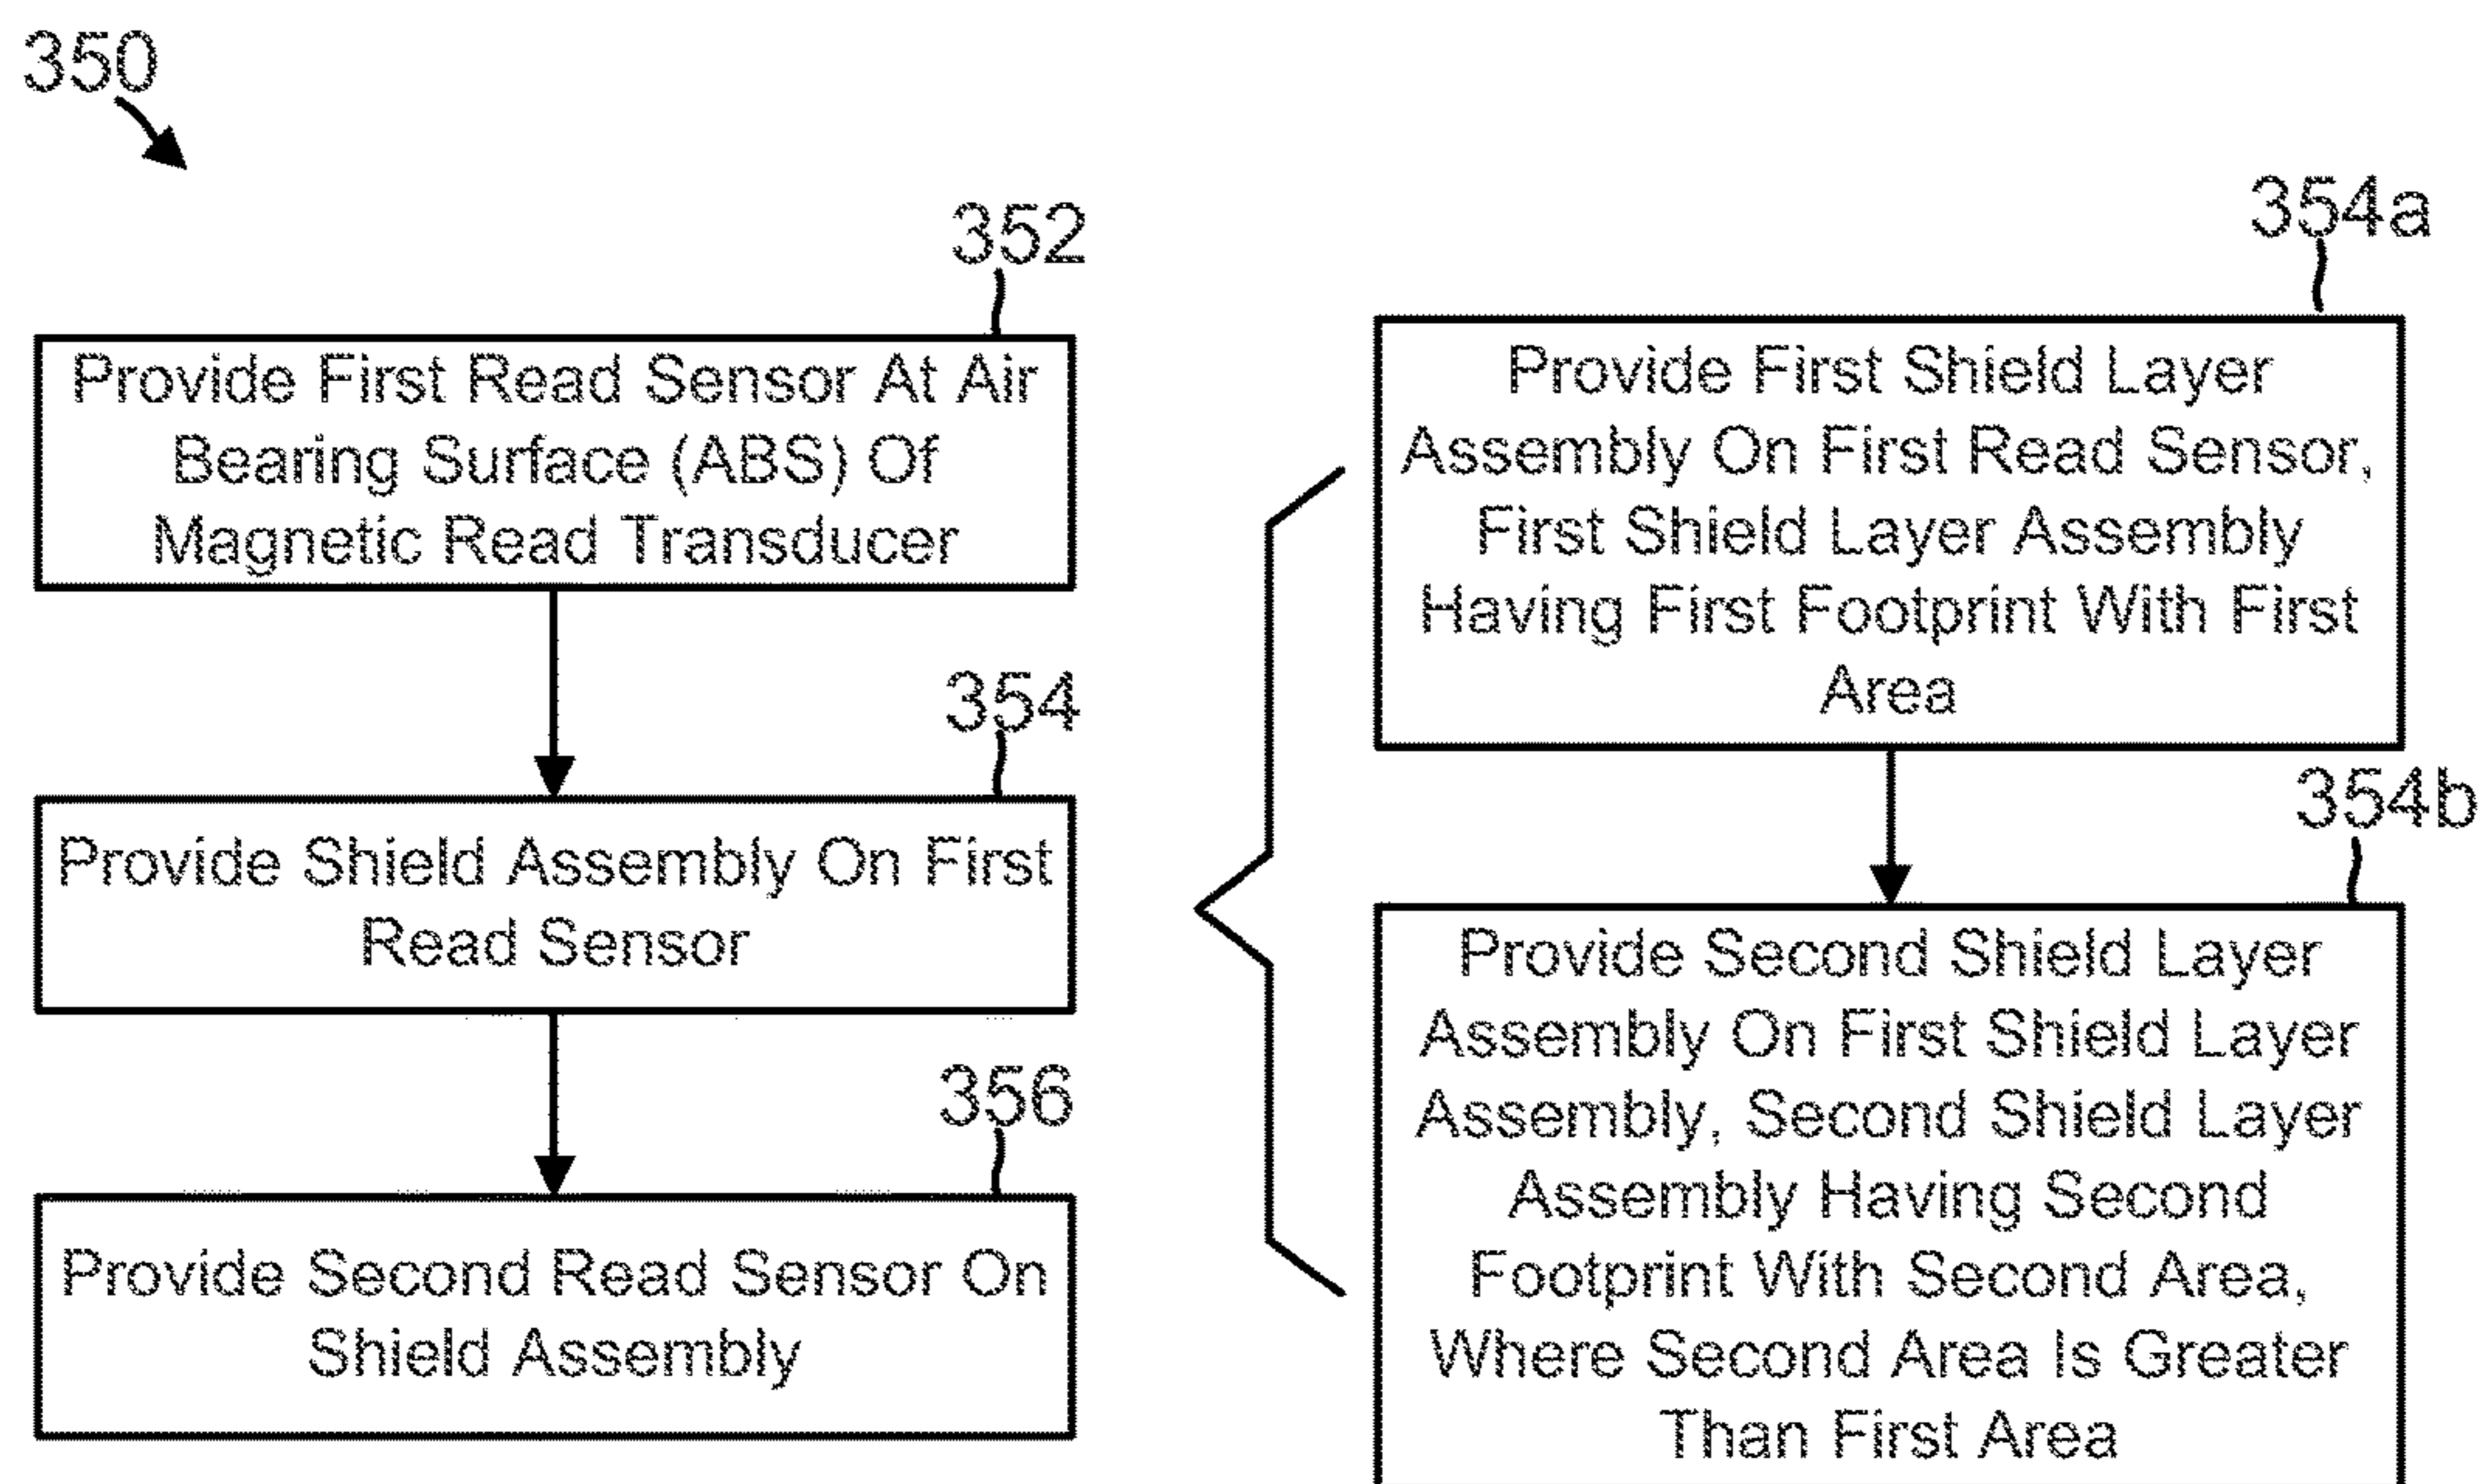 350
352
Provide First Read Sensor At Air
Bearing Surface (ABS) Of
Magnetic Read Transducer
354
Provide Shield Assembly On First
Read Sensor
356
Provide Second Read Sensor On
Shield Assembly
354a
Provide First Shield Layer
Assembly On First Read Sensor,
First Shield Layer Assembly
Having First Footprint With First
Area
354b
Provide Second Shield Layer
Assembly On First Shield Layer
Assembly, Second Shield Layer
Assembly Having Second
Footprint With Second Area,
Where Second Area Is Greater
Than First Area